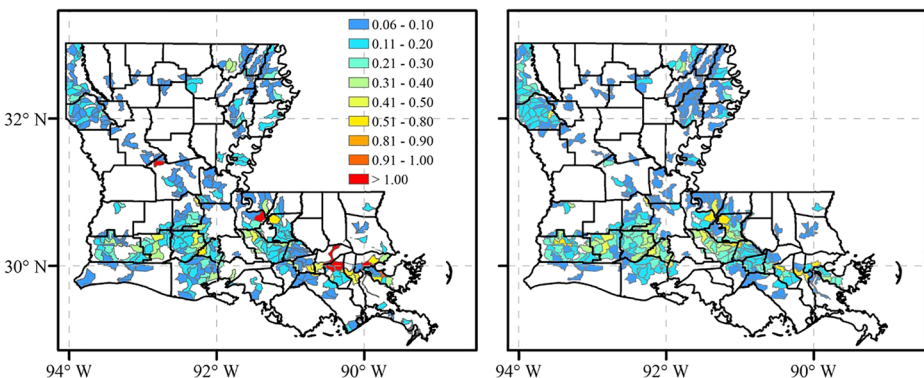 0.06 - 0.10
0.11 - 0.20
0.21 - 0.30
0.31 - 0.40
0.41 - 0.50
0.51 - 0.80
0.81 - 0.90
0.91 - 1.00
> 1.00
32° N
30° N
94° W 92° W 90° W 94° W 92° W 90° W